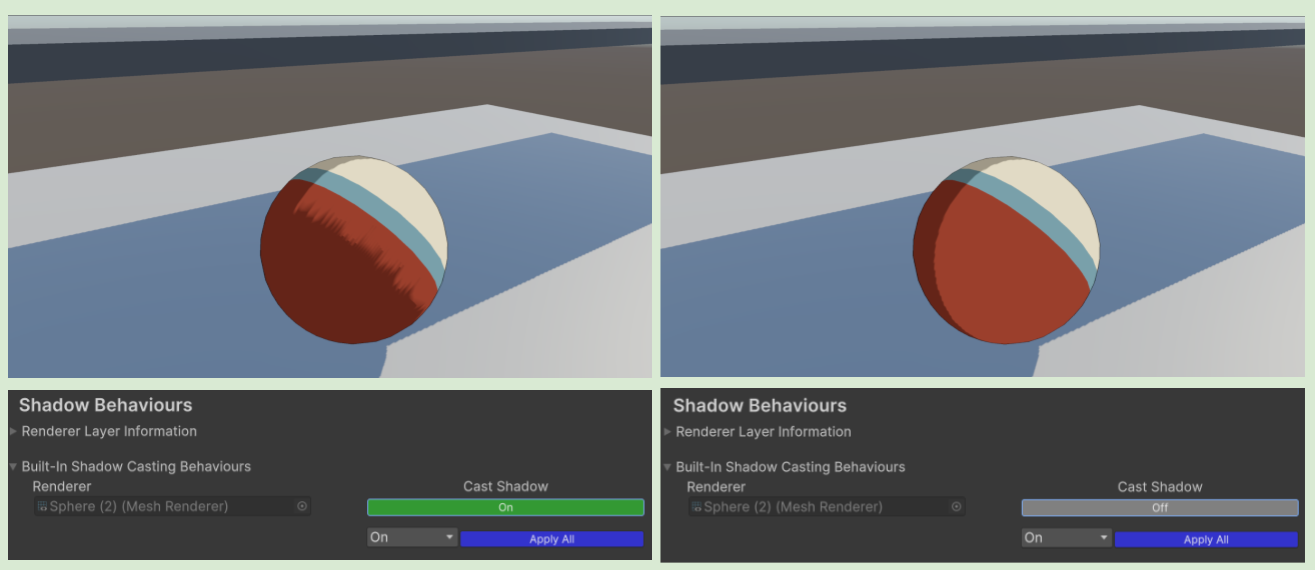 Shadow Behaviours
Renderer Layer Information
Built-In Shadow Casting Behaviours
Renderer Cast Shadow
Sphere (2) (Mesh Renderer) On
On Apply All
Shadow Behaviours
Renderer Layer Information
Built-In Shadow Casting Behaviours
Renderer Cast Shadow
Sphere (2) (Mesh Renderer) Off
On Apply All